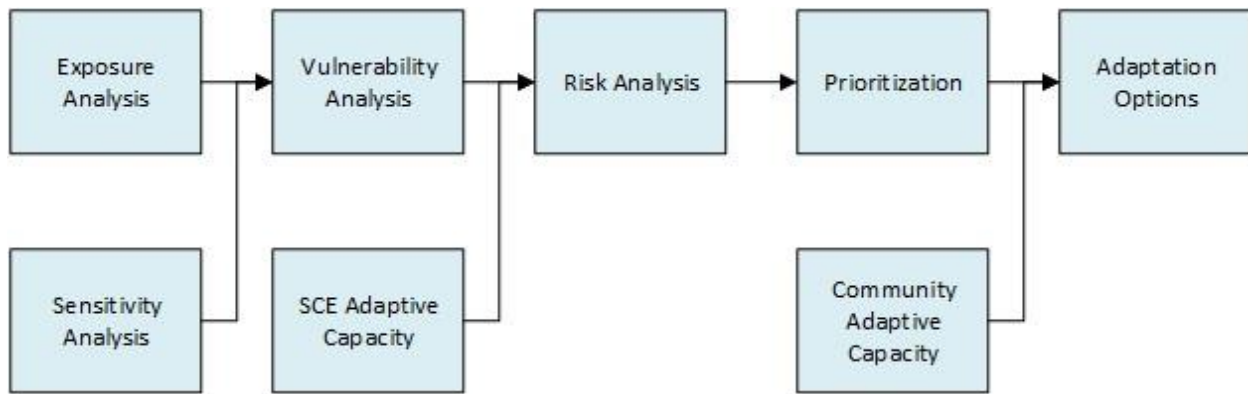 Exposure
Analysis
Vulnerability
Analysis
Risk Analysis
Prioritization
Adaptation
Options
Sensitivity
Analysis
SCE Adaptive
Capacity
Community
Adaptive
Capacity